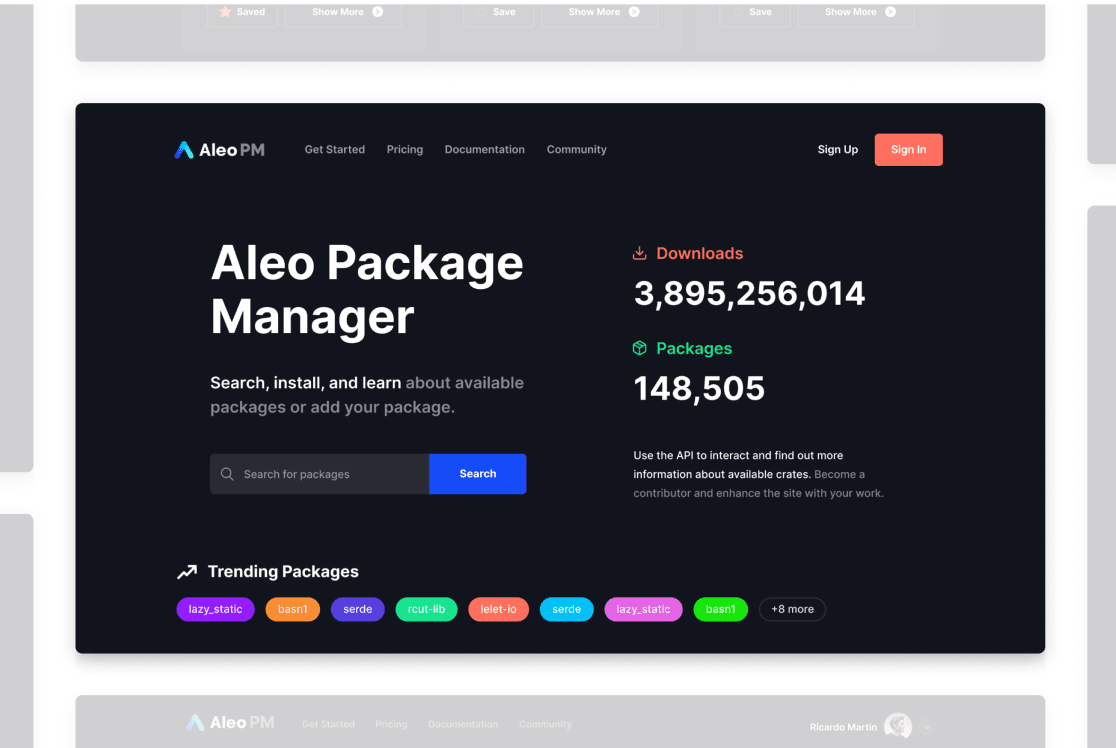 Saved Show More Save Show More Save Show More
Aleo PM Get Started Pricing Documentation Community Sign Up Sign In
Aleo Package
Manager
Search, install, and learn about available
packages or add your package.
Search for packages Search
Downloads
3,895,256,014
Packages
148,505
Use the API to interact and find out more
information about available crates. Become a
contributor and enhance the site with your work.
Trending Packages
lazy_static basn1 serde rcut-lib lelet-io serde lazy_static basn1 +8 more
Aleo PM Get Started Pricing Documentation Community Ricardo Martin